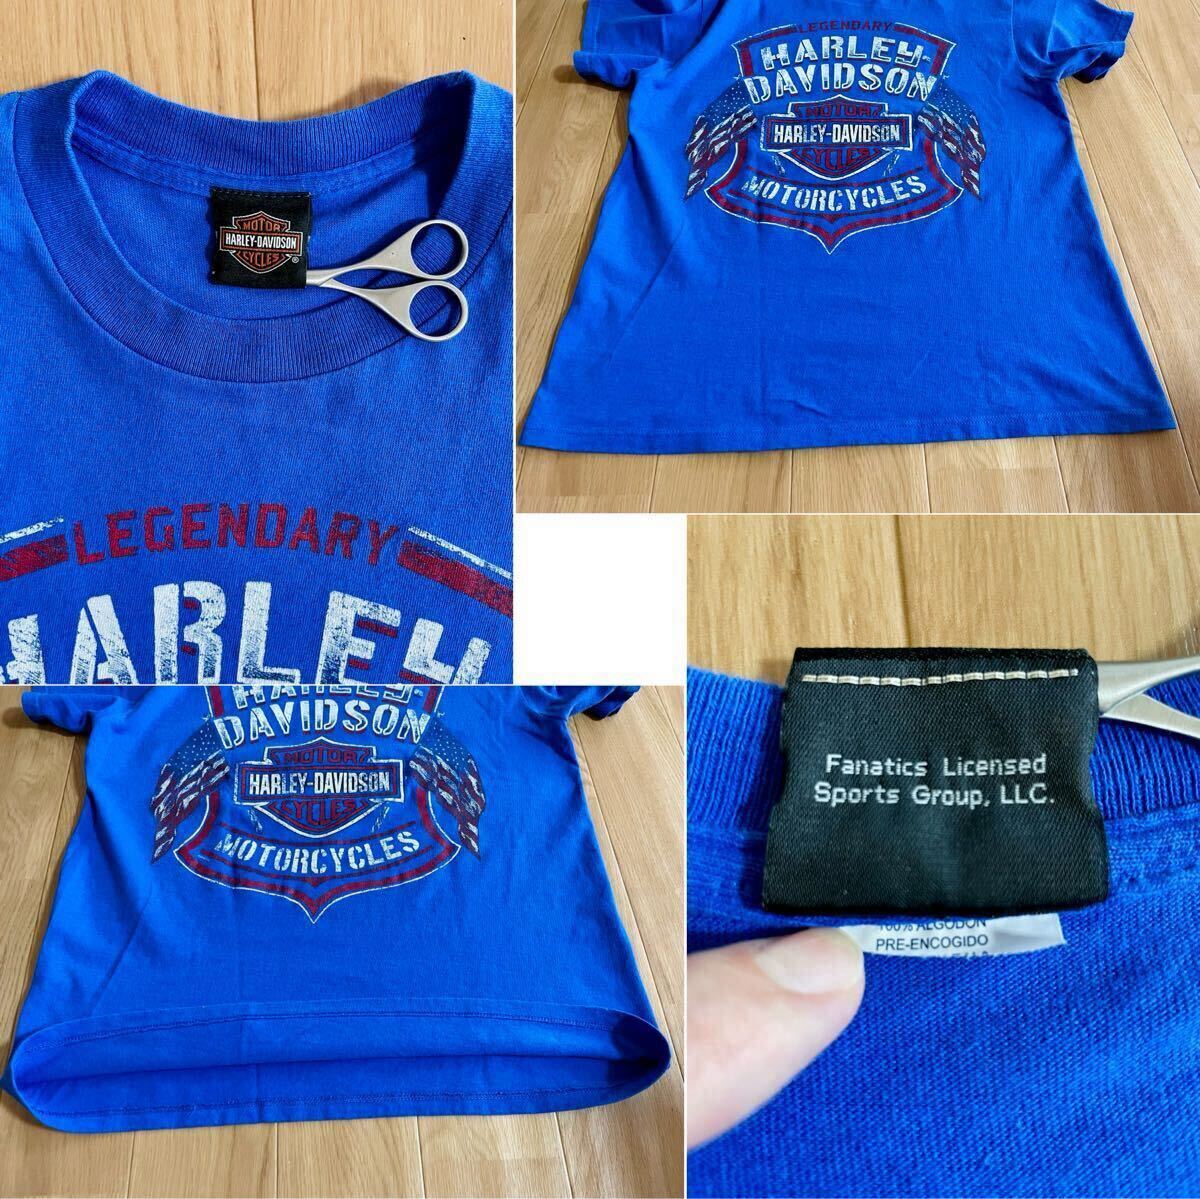 MOTOR
HARLEY-DAVIDSON
CYCLES
®
LEGENDARY
HARLEY
LEGENDARY
HARLEY-
DAVIDSON
MOTOR
HARLEY-DAVIDSON
CYCLES
MOTORCYCLES
HARLEY-
DAVIDSON
MOTOR
HARLEY-DAVIDSON
CYCLES
MOTORCYCLES
Fanatics Licensed
Sports Group, LLC.
100% ALGODON
PRE-ENCOGIDO